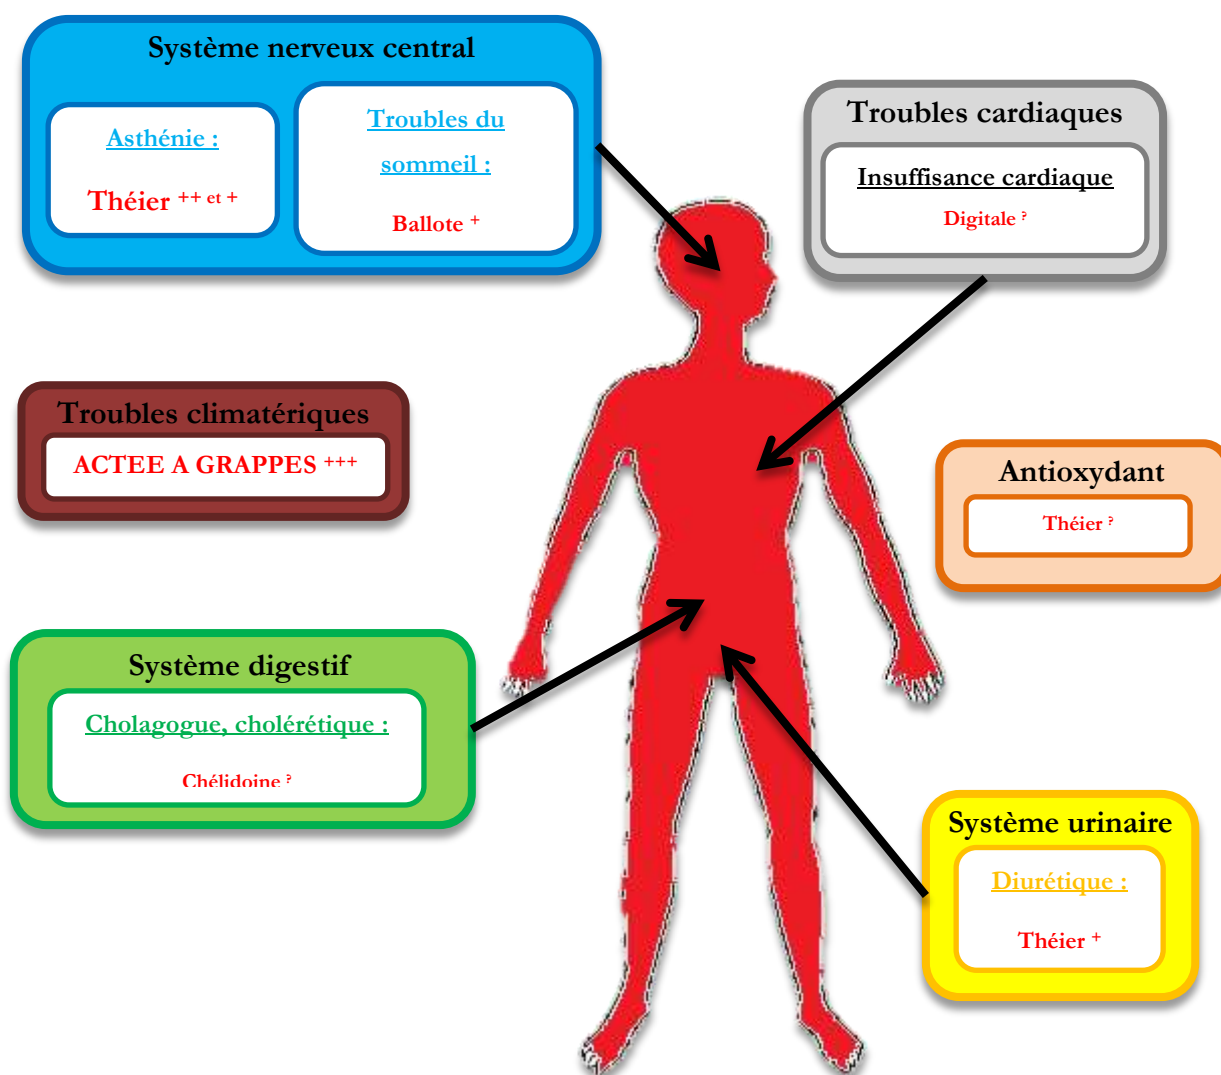 Système nerveux central
Asthénie :
Théier ++ et +
Troubles du
sommeil :
Ballote +
Troubles cardiaques
Insuffisance cardiaque
Digitale ?
Troubles climatériques
ACTEE A GRAPPES +++
Antioxydant
Théier ?
Système digestif
Cholagogue, cholérétique :
Chélidoine ?
Système urinaire
Diurétique :
Théier +